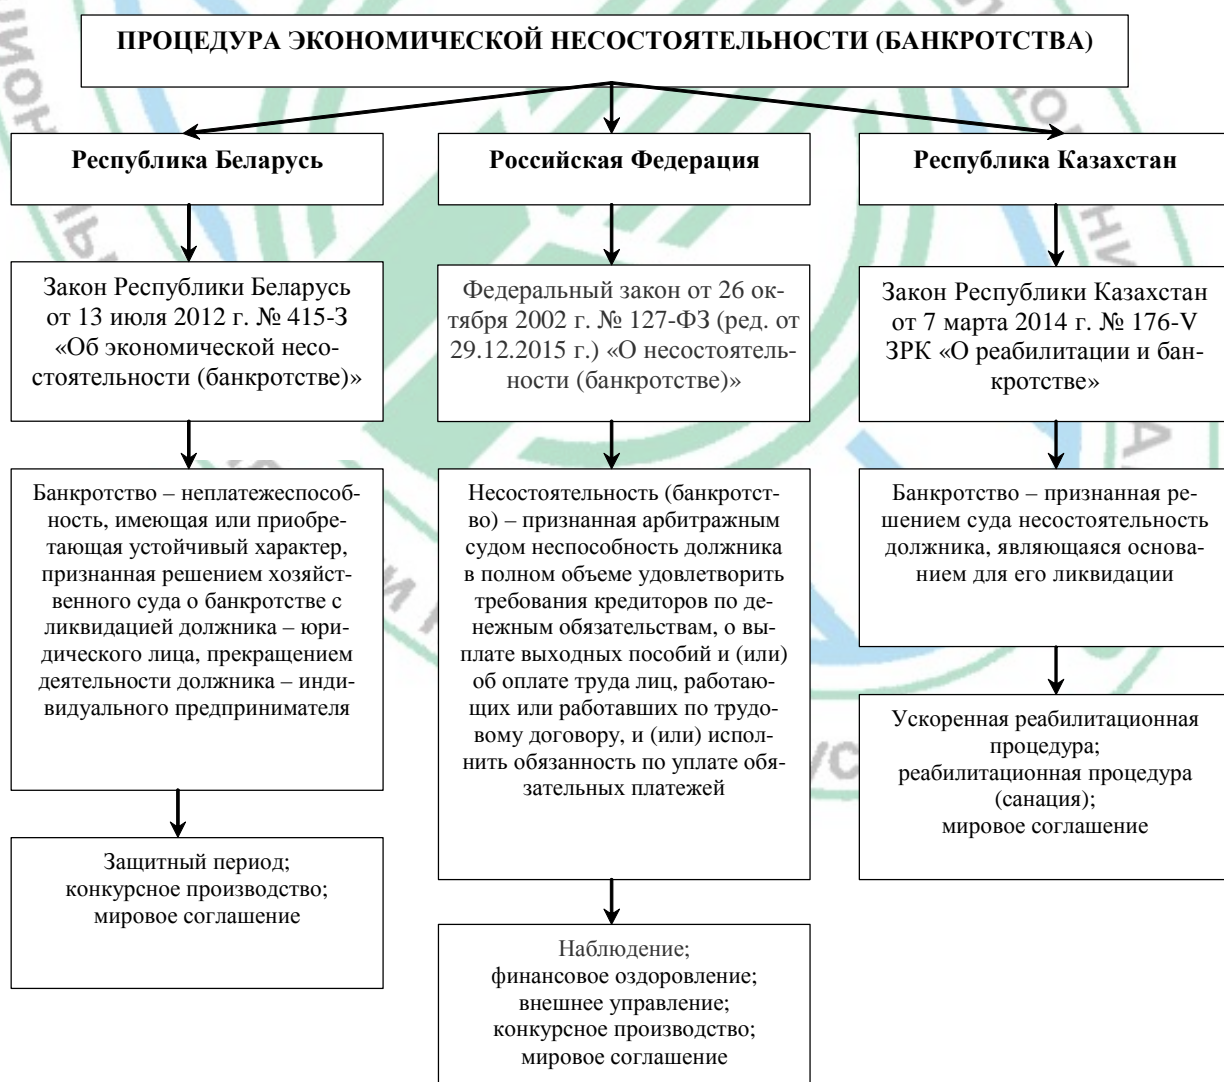 ПРОЦЕДУРА ЭКОНОМИЧЕСКОЙ НЕСОСТОЯТЕЛЬНОСТИ (БАНКРОТСТВА)
Республика Беларусь
Закон Республики Беларусь
от 13 июля 2012 г. № 415-З
«Об экономической несо-
стоятельности (банкротстве)»
Банкротство – неплатежеспособ-
ность, имеющая или приобре-
тающая устойчивый характер,
признанная решением хозяйст-
венного суда о банкротстве с
ликвидацией должника – юри-
дического лица, прекращением
деятельности должника – инди-
видуального предпринимателя
Защитный период;
конкурсное производство;
мировое соглашение
Российская Федерация
Федеральный закон от 26 ок-
тября 2002 г. № 127-ФЗ (ред. от
29.12.2015 г.) «О несостоятель-
ности (банкротстве)»
Несостоятельность (банкротст-
во) – признанная арбитражным
судом неспособность должника
в полном объеме удовлетворить
требования кредиторов по де-
нежным обязательствам, о вы-
плате выходных пособий и (или)
об оплате труда лиц, работаю-
щих или работавших по трудо-
вому договору, и (или) испол-
нить обязанность по уплате обя-
зательных платежей
Наблюдение;
финансовое оздоровление;
внешнее управление;
конкурсное производство;
мировое соглашение
Республика Казахстан
Закон Республики Казахстан
от 7 марта 2014 г. № 176-V
ЗРК «О реабилитации и бан-
кротстве»
Банкротство – признанная ре-
шением суда несостоятельность
должника, являющаяся основа-
нием для его ликвидации
Ускоренная реабилитационная
процедура;
реабилитационная процедура
(санация);
мировое соглашение